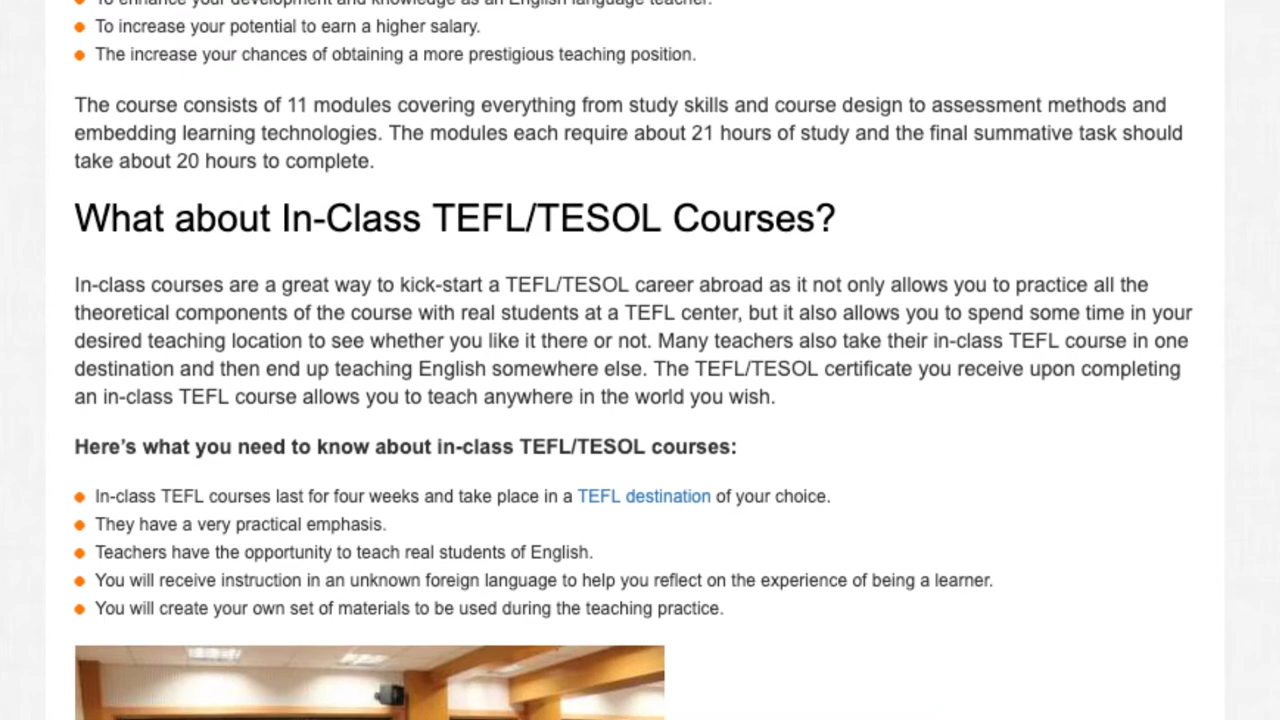 To enhance your development and knowledge as an English language teacher.
To increase your potential to earn a higher salary.
The increase your chances of obtaining a more prestigious teaching position.
The course consists of 11 modules covering everything from study skills and course design to assessment methods and
embedding learning technologies. The modules each require about 21 hours of study and the final summative task should
take about 20 hours to complete.
What about In-Class TEFL/TESOL Courses?
In-class courses are a great way to kick-start a TEFL/TESOL career abroad as it not only allows you to practice all the
theoretical components of the course with real students at a TEFL center, but it also allows you to spend some time in your
desired teaching location to see whether you like it there or not. Many teachers also take their in-class TEFL course in one
destination and then end up teaching English somewhere else. The TEFL/TESOL certificate you receive upon completing
an in-class TEFL course allows you to teach anywhere in the world you wish.
Here's what you need to know about in-class TEFL/TESOL courses:
In-class TEFL courses last for four weeks and take place in a TEFL destination of your choice.
They have a very practical emphasis.
Teachers have the opportunity to teach real students of English.
You will receive instruction in an unknown foreign language to help you reflect on the experience of being a learner.
You will create your own set of materials to be used during the teaching practice.